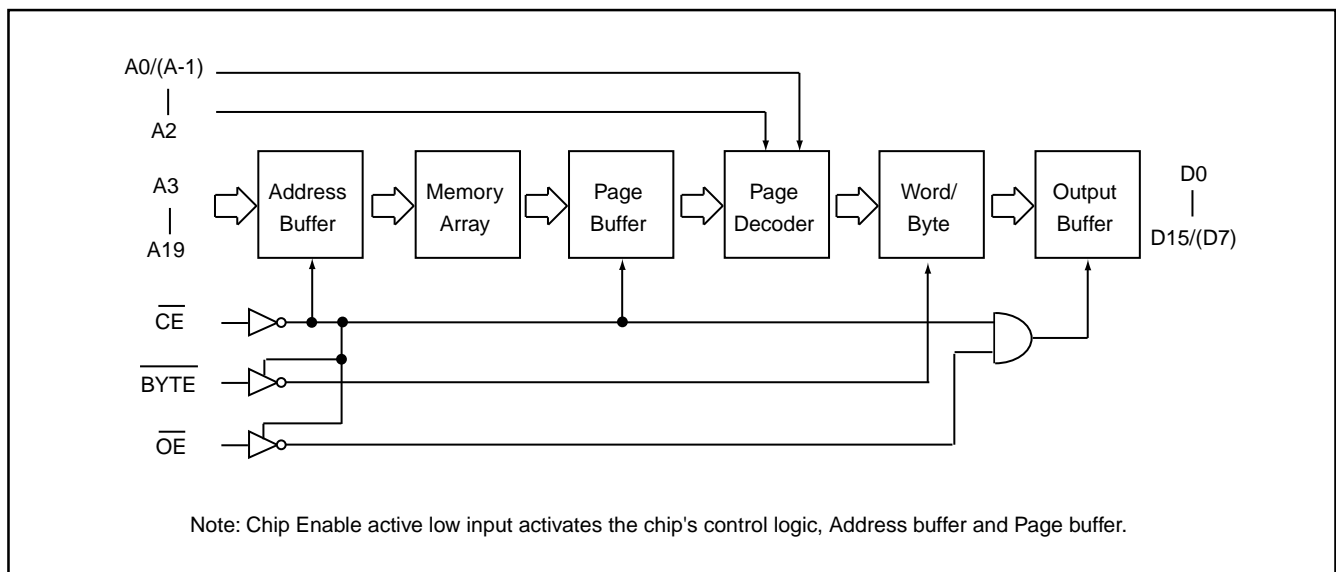 A0/(A-1)
A2
A3
A19
Address
Buffer
Memory
Array
Page
Buffer
Page
Decoder
Word/
Byte
Output
Buffer
D0
D15/(D7)
CE
BYTE
OE
Note: Chip Enable active low input activates the chip's control logic, Address buffer and Page buffer.